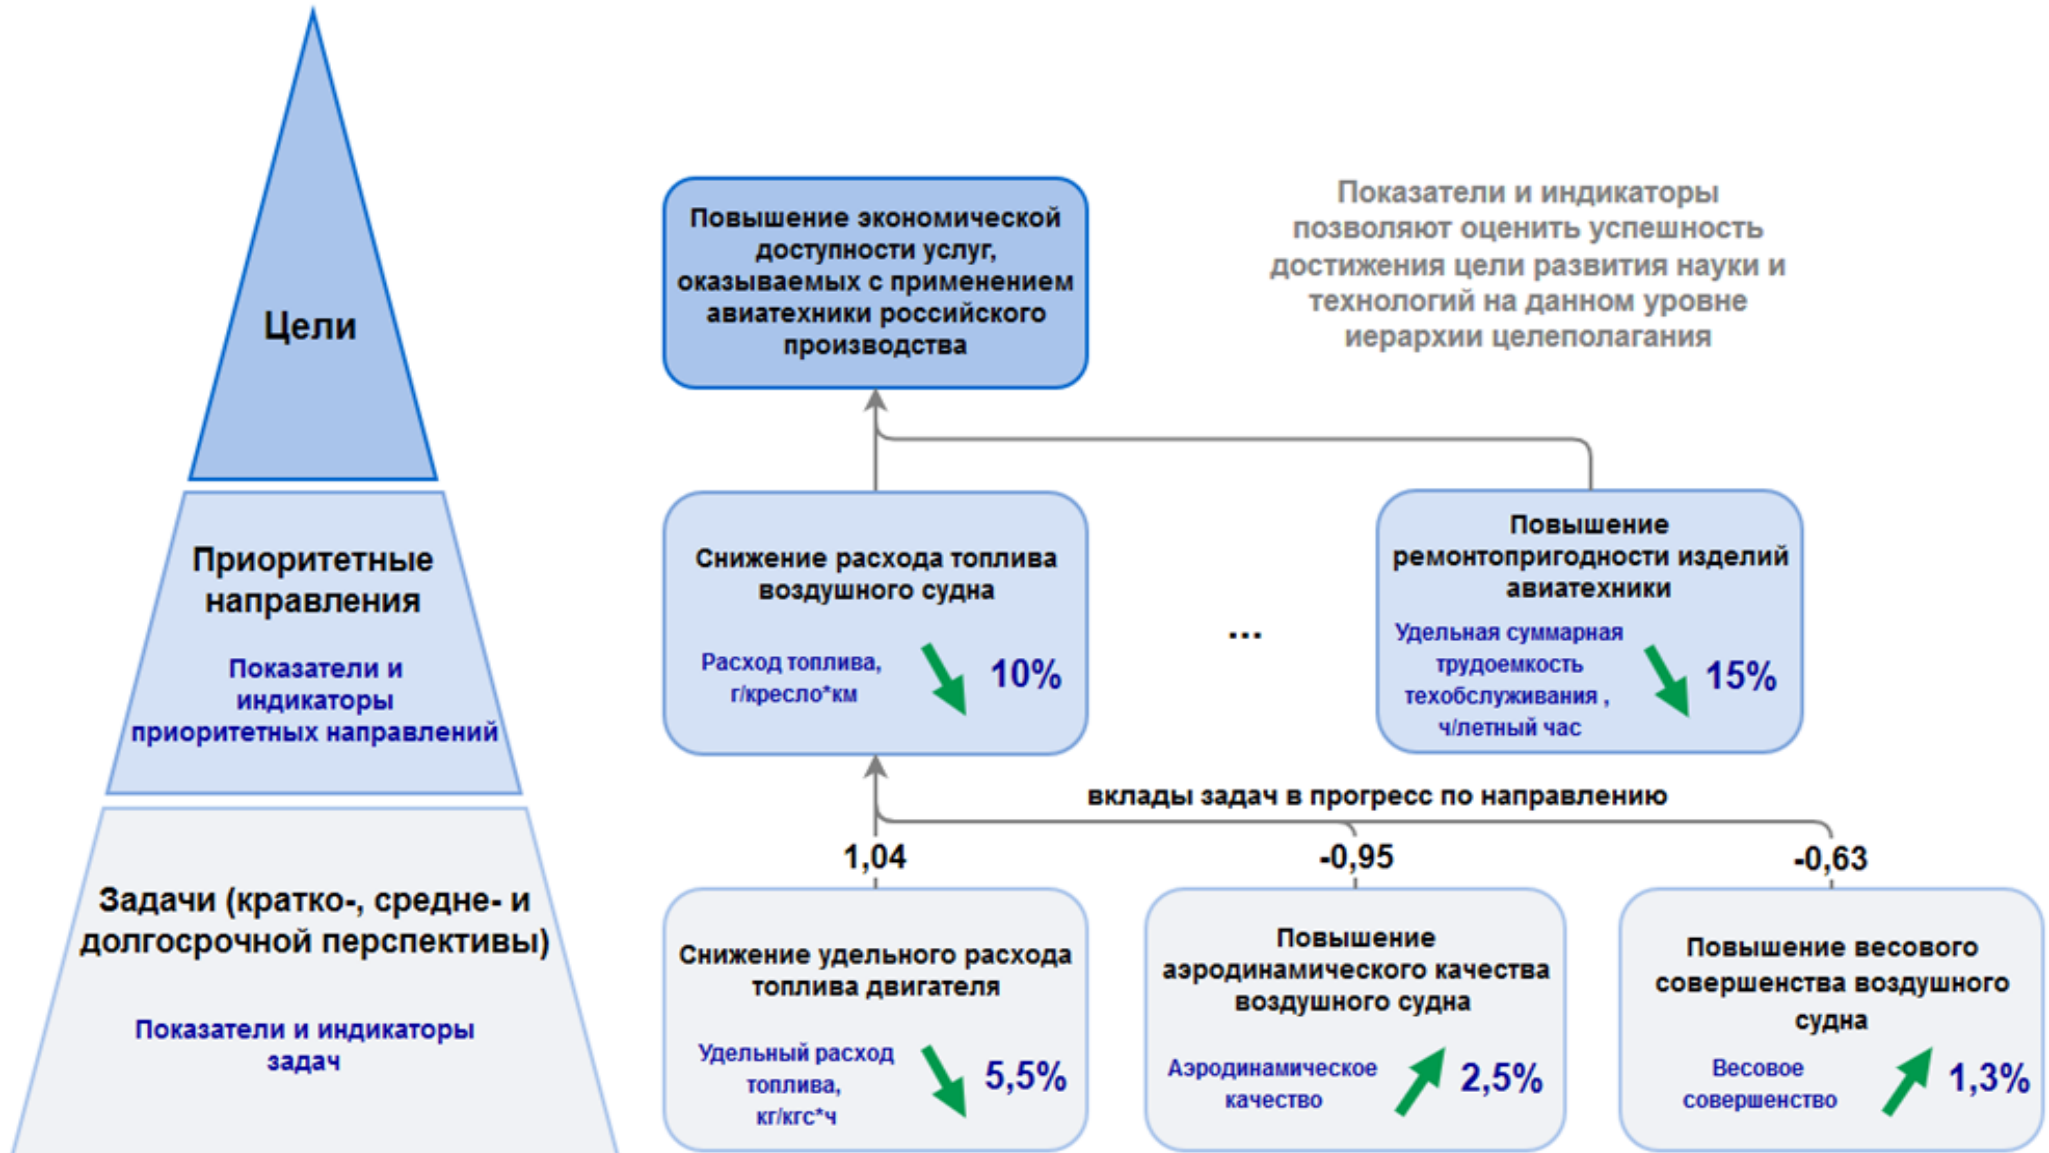 Цели
Приоритетные
направления
Показатели и
индикаторы
приоритетных направлений
Задачи (кратко-, средне- и
долгосрочной перспективы)
Показатели и индикаторы
задач
Повышение экономической
доступности услуг,
оказываемых с применением
авиатехники российского
производства
Показатели и индикаторы
позволяют оценить успешность
достижения цели развития науки и
технологий на данном уровне
иерархии целеполагания
Снижение расхода топлива
воздушного судна
Расход топлива,
г/кресло*км
10%
...
Повышение
ремонтопригодности изделий
авиатехники
Удельная суммарная
трудоемкость
техобслуживания ,
ч/летный час
15%
вклады задач в прогресс по направлению
1,04
-0,95
-0,63
Снижение удельного расхода
топлива двигателя
Удельный расход
топлива,
кг/кгс*ч
5,5%
Повышение
аэродинамического качества
воздушного судна
Аэродинамическое
качество
2,5%
Повышение весового
совершенства воздушного
судна
Весовое
совершенство
1,3%